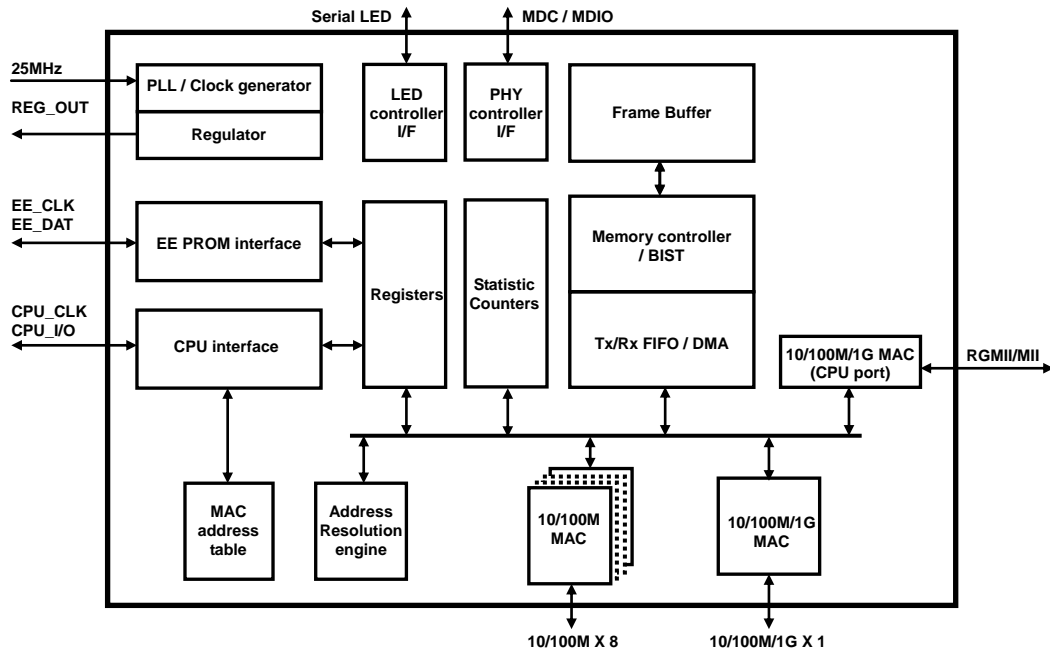 Serial LED
MDC / MDIO
25MHz
PLL / Clock generator
REG_OUT
Regulator
LED
controller
I/F
PHY
controller
I/F
Frame Buffer
EE_CLK
EE_DAT
EE PROM interface
Registers
Statistic
Counters
Memory controller
/ BIST
CPU_CLK
CPU_I/O
CPU interface
Tx/Rx FIFO / DMA
10/100M/1G MAC
(CPU port)
RGMII/MII
MAC
address
table
Address
Resolution
engine
10/100M
MAC
10/100M/1G
MAC
10/100M X 8
10/100M/1G X 1